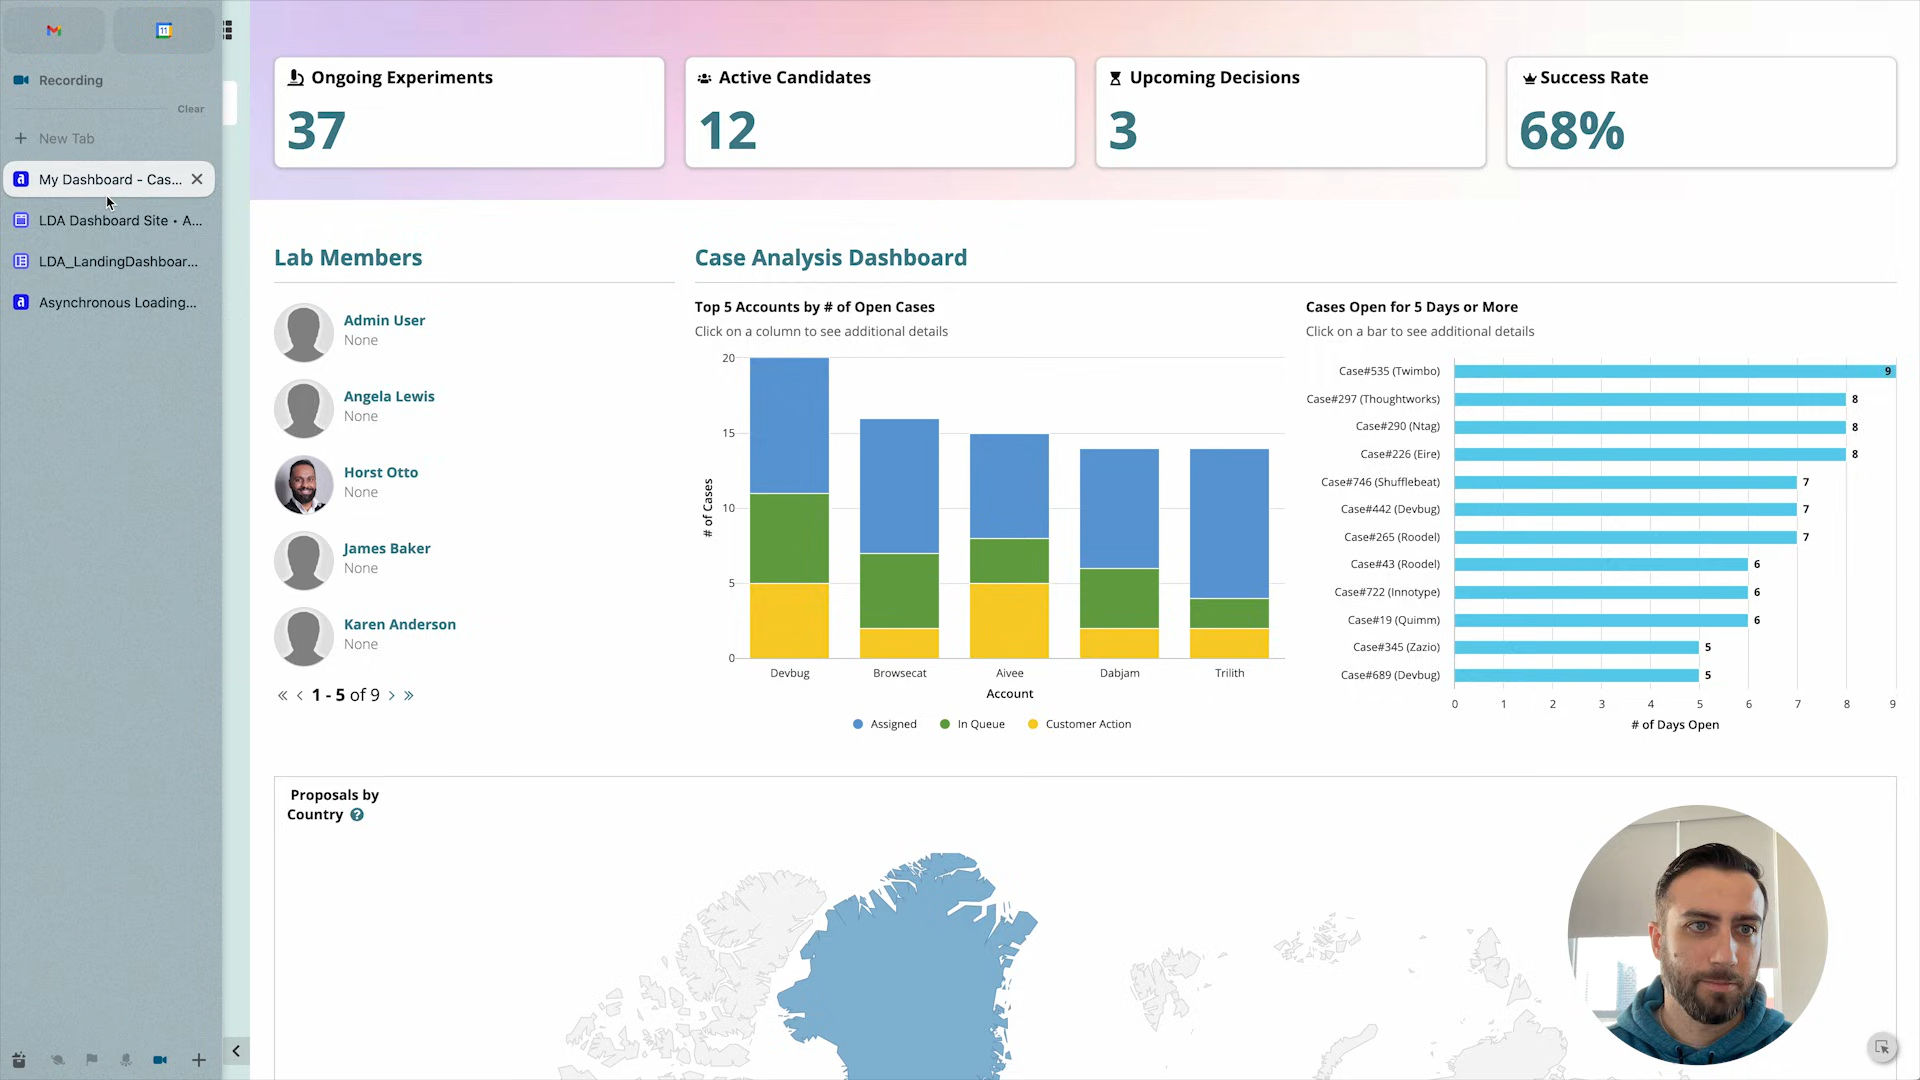 11
Recording
Clear
New Tab
My Dashboard - Cas...
LDA Dashboard Site • A...
LDA_LandingDashboar...
Asynchronous Loading...
Ongoing Experiments
37
Active Candidates
12
Upcoming Decisions
3
Success Rate
68%
Lab Members
Admin User
None
Angela Lewis
None
Horst Otto
None
James Baker
None
Karen Anderson
None
« ‹ 1 - 5 of 9 › »
Case Analysis Dashboard
Top 5 Accounts by # of Open Cases
Click on a column to see additional details
# of Cases
20
15
10
5
0
Devbug
Browsecat
Aivee
Dabjam
Trilith
Account
Assigned
In Queue
Customer Action
Cases Open for 5 Days or More
Click on a bar to see additional details
Case#535 (Twimbo) 9
Case#297 (Thoughtworks) 8
Case#290 (Ntag) 8
Case#226 (Eire) 8
Case#746 (Shufflebeat) 7
Case#442 (Devbug) 7
Case#265 (Roodel) 7
Case#43 (Roodel) 6
Case#722 (Innotype) 6
Case#19 (Quimm) 6
Case#345 (Zazio) 5
Case#689 (Devbug) 5
0 1 2 3 4 5 6 7 8 9
# of Days Open
Proposals by
Country ?